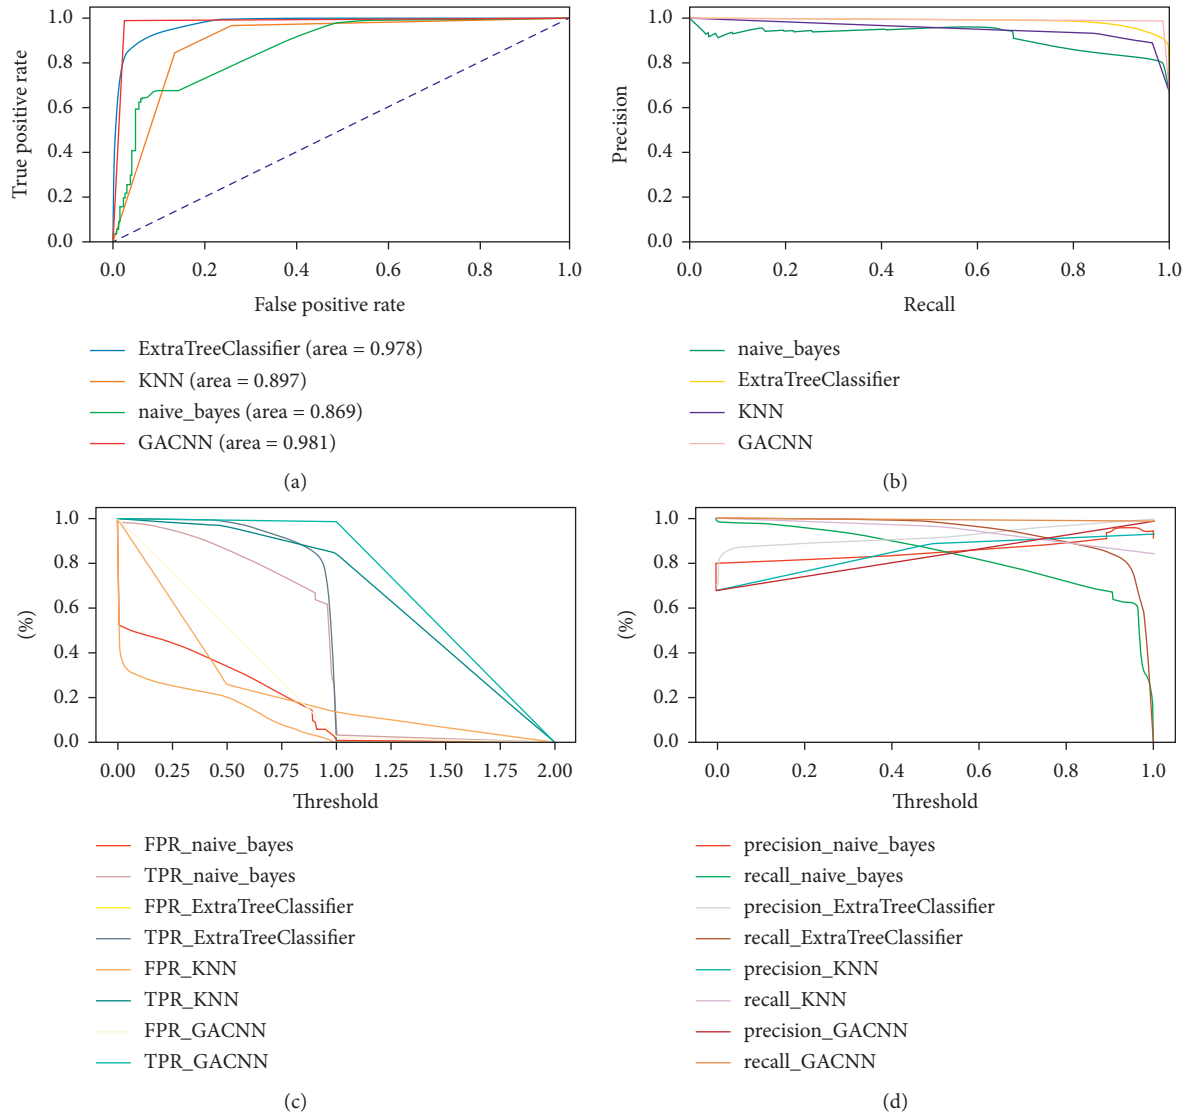 True positive rate
1.0
0.8
0.6
0.4
0.2
0.0
0.0 0.2 0.4 0.6 0.8 1.0
False positive rate
ExtraTreeClassifier (area = 0.978)
KNN (area = 0.897)
naive_bayes (area = 0.869)
GACNN (area = 0.981)
(a)
Precision
1.0
0.8
0.6
0.4
0.2
0.0
0.0 0.2 0.4 0.6 0.8 1.0
Recall
naive_bayes
ExtraTreeClassifier
KNN
GACNN
(b)
(%)
1.0
0.8
0.6
0.4
0.2
0.0
0.00 0.25 0.50 0.75 1.00 1.25 1.50 1.75 2.00
Threshold
FPR_naive_bayes
TPR_naive_bayes
FPR_ExtraTreeClassifier
TPR_ExtraTreeClassifier
FPR_KNN
TPR_KNN
FPR_GACNN
TPR_GACNN
(c)
(%)
1.0
0.8
0.6
0.4
0.2
0.0
0.0 0.2 0.4 0.6 0.8 1.0
Threshold
precision_naive_bayes
recall_naive_bayes
precision_ExtraTreeClassifier
recall_ExtraTreeClassifier
precision_KNN
recall_KNN
precision_GACNN
recall_GACNN
(d)